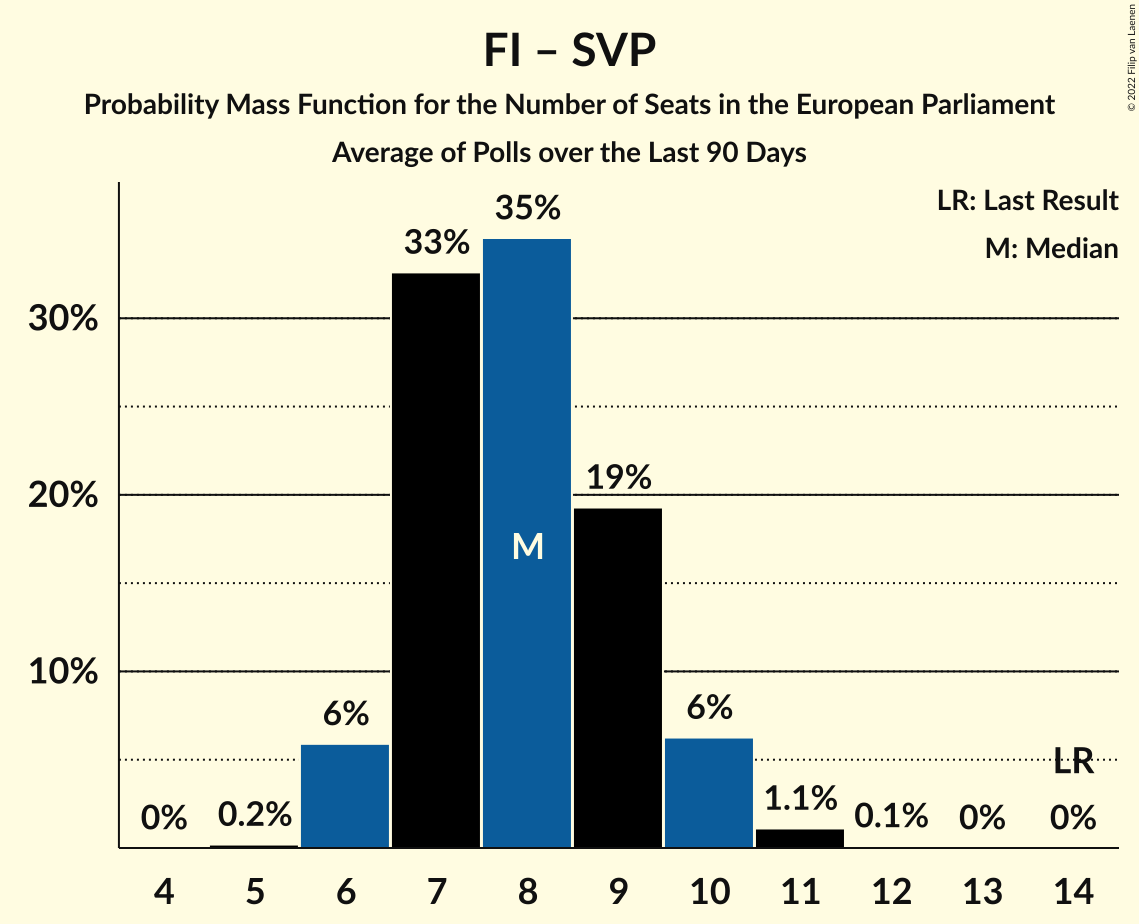 FI – SVP
Probability Mass Function for the Number of Seats in the European Parliament
Average of Polls over the Last 90 Days
© 2022 Filip van Laenen
LR: Last Result
M: Median
35%
33%
30%
20%
19%
M
10%
6%
6%
LR
0%
0.2%
1.1%
0.1%
0%
0%
4 5 6 7 8 9 10 11 12 13 14